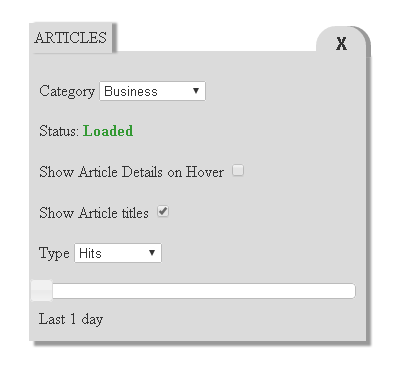 ARTICLES
X
Category Business
Status: Loaded
Show Article Details on Hover
Show Article titles
Type Hits
Last 1 day